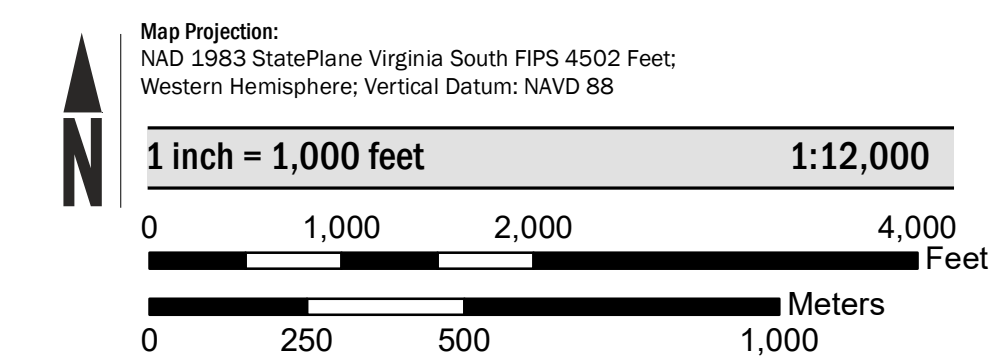 Map Projection:
NAD 1983 StatePlane Virginia South FIPS 4502 Feet;
Western Hemisphere; Vertical Datum: NAVD 88
N
1 inch = 1,000 feet 1:12,000
0 1,000 2,000 4,000
Feet
Meters
0 250 500 1,000